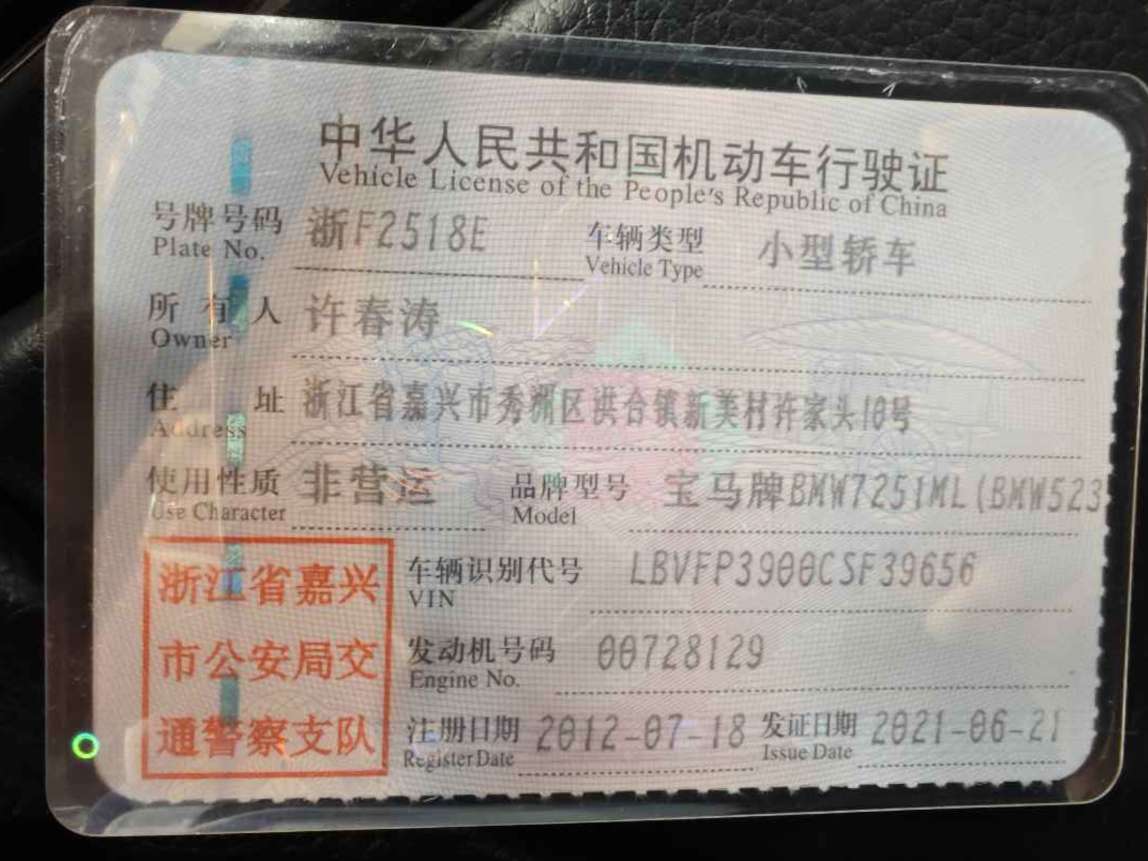 中华人民共和国机动车行驶证
Vehicle License of the People's Republic of China
号牌号码 浙F2518E 车辆类型 小型轿车
Plate No. Vehicle Type
所有人 许春涛
Owner
住址 浙江省嘉兴市秀洲区洪合镇新美村许家头10号
Address
使用性质 非营运 品牌型号 宝马牌BMW7251ML(BMW523
Use Character Model
浙江省嘉兴
市公安局交
通警察支队
车辆识别代号 LBVFP3900CSF39656
VIN
发动机号码 00728129
Engine No.
注册日期 2012-07-18 发证日期 2021-06-21
Register Date Issue Date